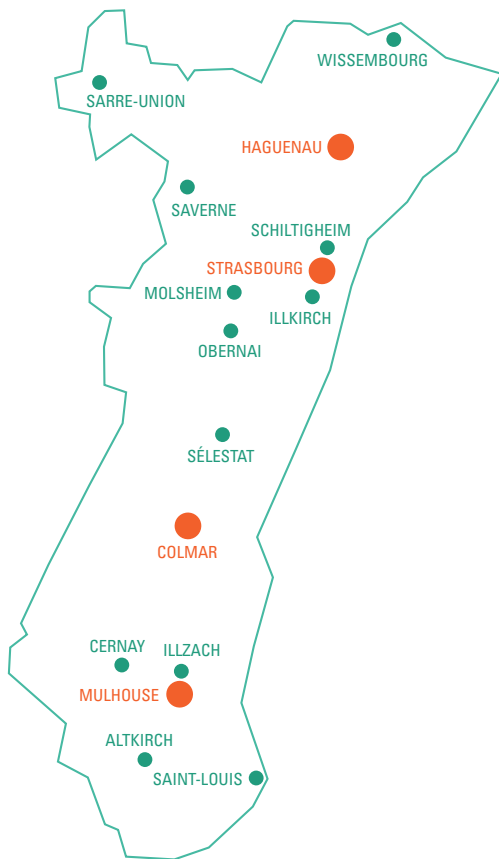 WISSEMBOURG
SARRE-UNION
HAGUENAU
SAVERNE
SCHILTIGHEIM
STRASBOURG
MOLSHEIM
ILLKIRCH
OBERNAI
SÉLESTAT
COLMAR
CERNAY
ILLZACH
MULHOUSE
ALTKIRCH
SAINT-LOUIS